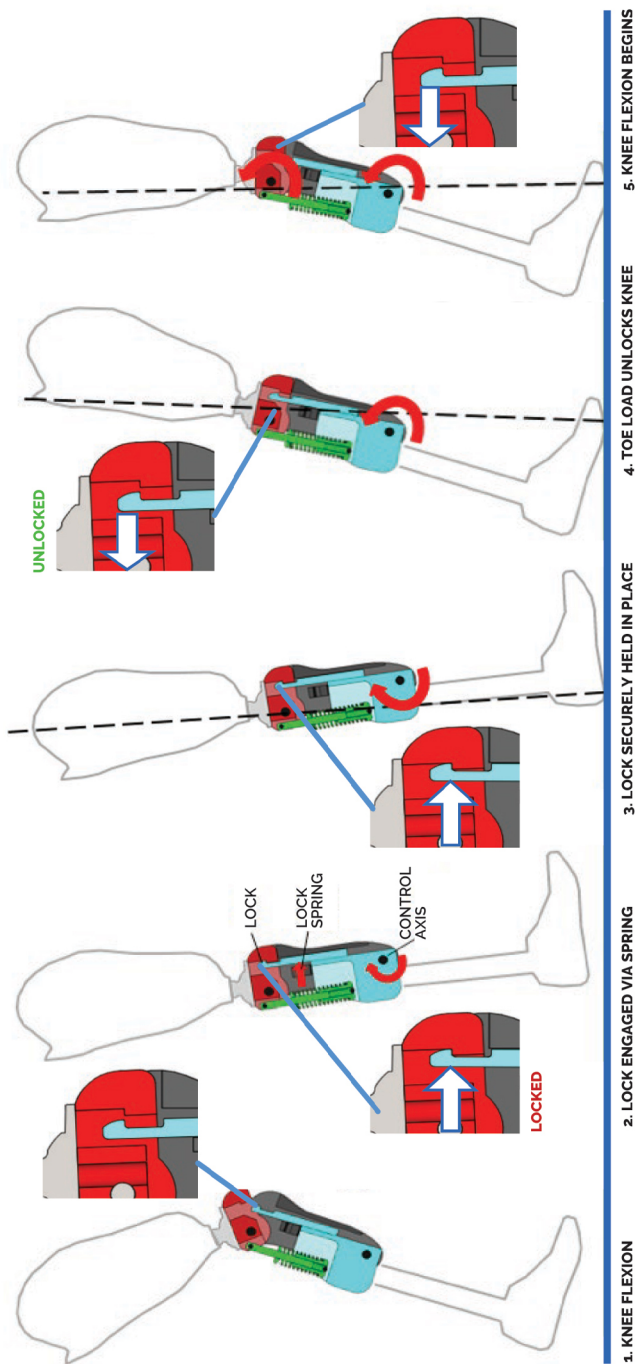 UNLOCKED
LOCK
LOCK
SPRING
CONTROL
AXIS
LOCKED
1. KNEE FLEXION
2. LOCK ENGAGED VIA SPRING
3. LOCK SECURELY HELD IN PLACE
4. TOE LOAD UNLOCKS KNEE
5. KNEE FLEXION BEGINS